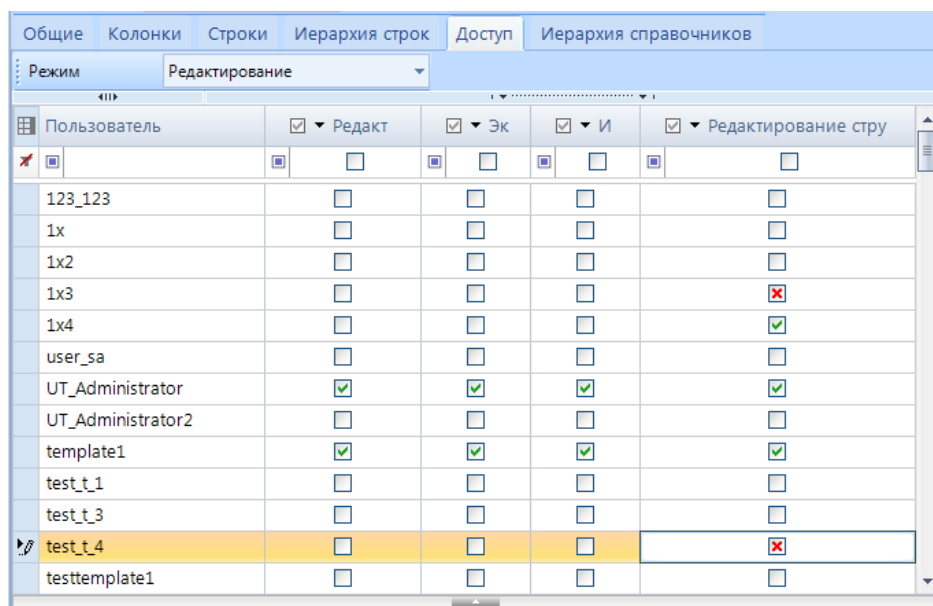 Общие Колонки Строки Иерархия строк Доступ Иерархия справочников
Режим Редактирование
Пользователь Редакт Эк И Редактирование стру
123_123
1x
1x2
1x3
1x4
user_sa
UT_Administrator
UT_Administrator2
template1
test_t_1
test_t_3
test_t_4
testtemplate1